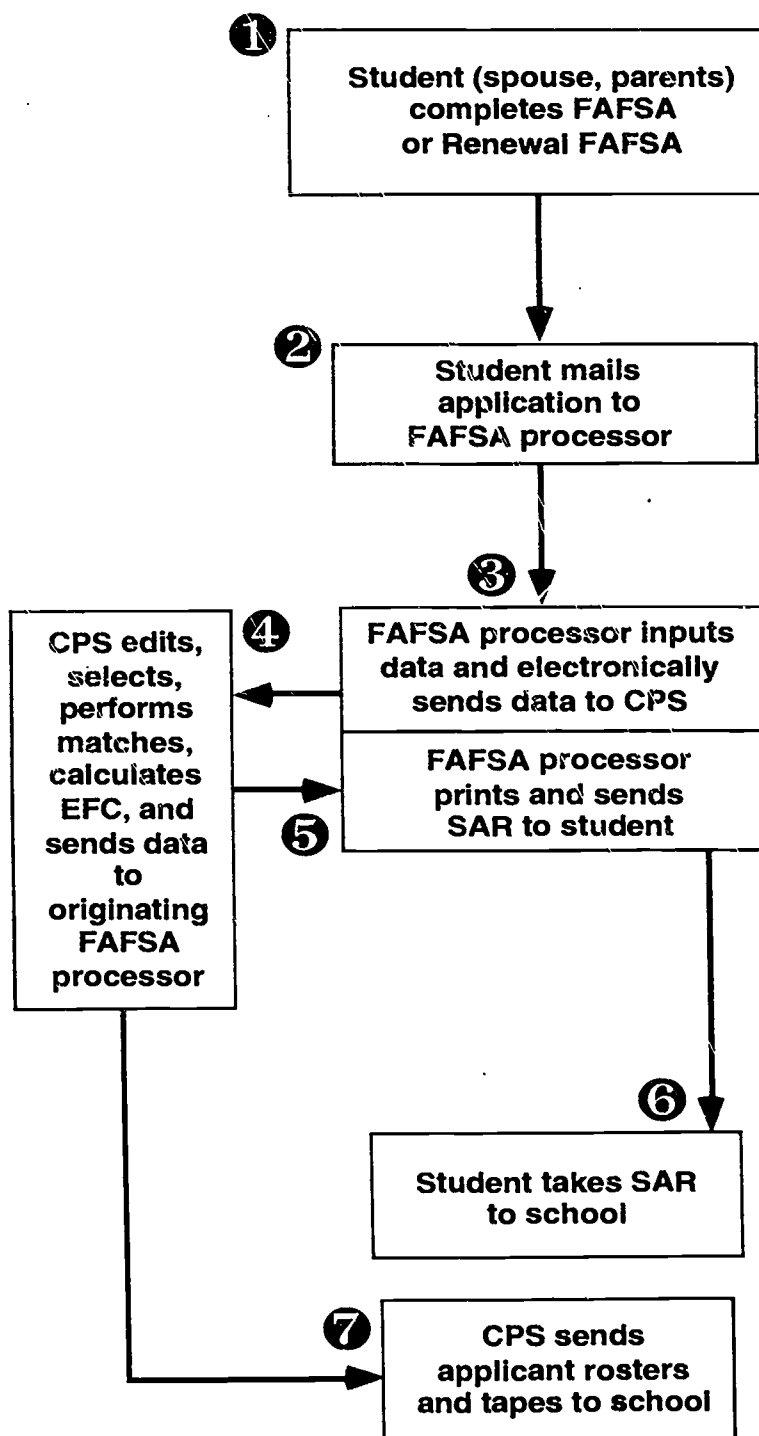 1
Student (spouse, parents)
completes FAFSA
or Renewal FAFSA
2
Student mails
application to
FAFSA processor
3
FAFSA processor inputs
data and electronically
sends data to CPS
4
CPS edits,
selects,
performs
matches,
calculates
EFC, and
sends data
to
originating
FAFSA
processor
5
FAFSA processor
prints and sends
SAR to student
6
Student takes SAR
to school
7
CPS sends
applicant rosters
and tapes to school